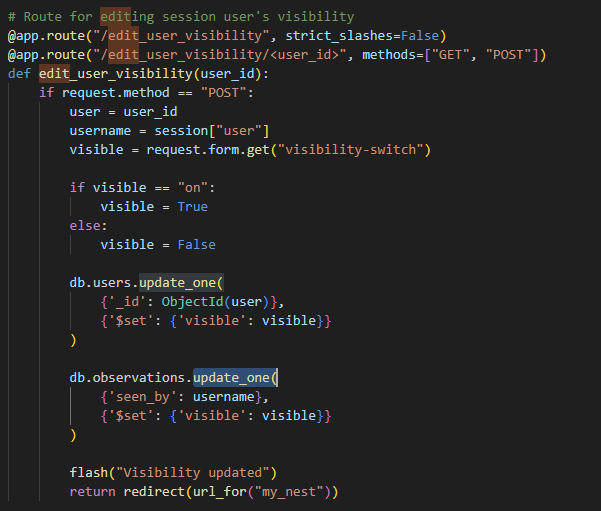 # Route for editing session user's visibility
@app.route("/edit_user_visibility", strict_slashes=False)
@app.route("/edit_user_visibility/<user_id>", methods=["GET", "POST"])
def edit_user_visibility(user_id):
    if request.method == "POST":
        user = user_id
        username = session["user"]
        visible = request.form.get("visibility-switch")

        if visible == "on":
            visible = True
        else:
            visible = False

        db.users.update_one(
            {'_id': ObjectId(user)},
            {'$set': {'visible': visible}}
        )

        db.observations.update_one(
            {'seen_by': username},
            {'$set': {'visible': visible}}
        )

        flash("Visibility updated")
        return redirect(url_for("my_nest"))